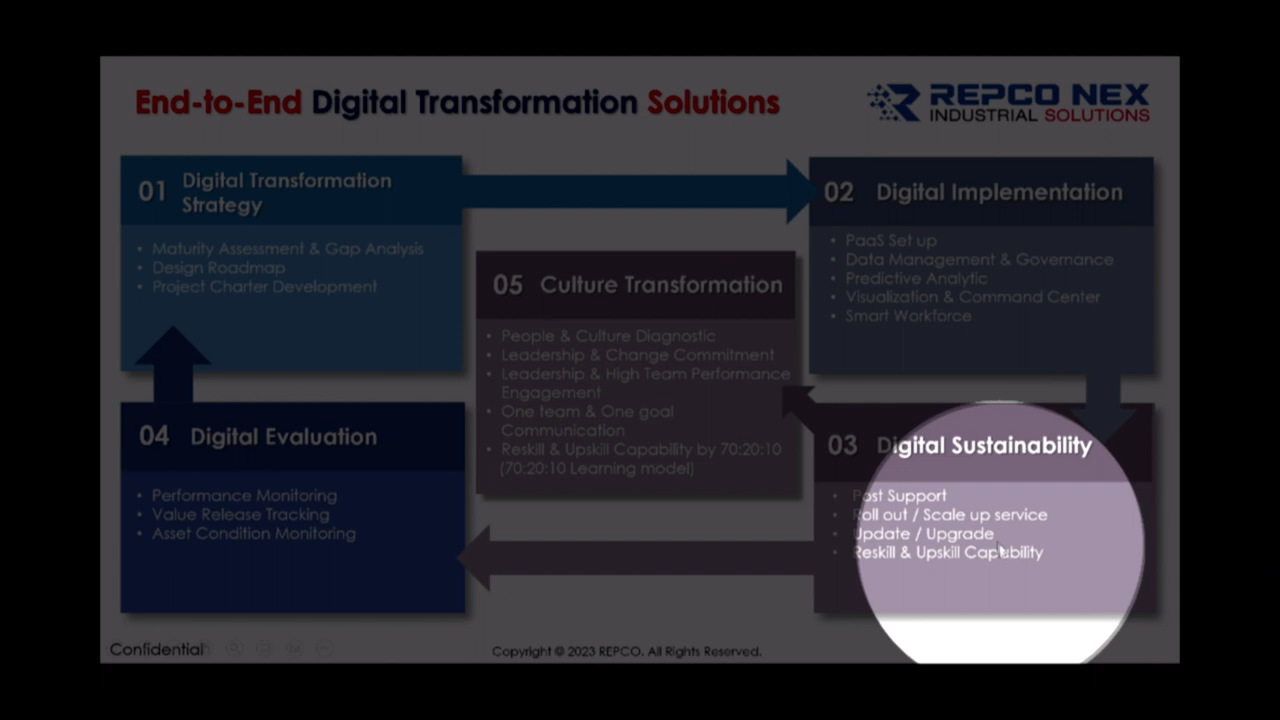 End-to-End Digital Transformation Solutions
REPCO NEX
INDUSTRIAL SOLUTIONS
01 Digital Transformation
Strategy
• Maturity Assessment & Gap Analysis
• Design Roadmap
• Project Charter Development
02 Digital Implementation
• PaaS Set up
• Data Management & Governance
• Predictive Analytic
• Visualization & Command Center
• Smart Workforce
05 Culture Transformation
• People & Culture Diagnostic
• Leadership & Change Commitment
• Leadership & High Team Performance
Engagement
• One team & One goal
Communication
• Reskill & Upskill Capability by 70:20:10
(70:20:10 Learning model)
04 Digital Evaluation
• Performance Monitoring
• Value Release Tracking
• Asset Condition Monitoring
03 Digital Sustainability
• Post Support
• Roll out / Scale up service
• Update / Upgrade
• Reskill & Upskill Capability
Confidential
Copyright © 2023 REPCO. All Rights Reserved.